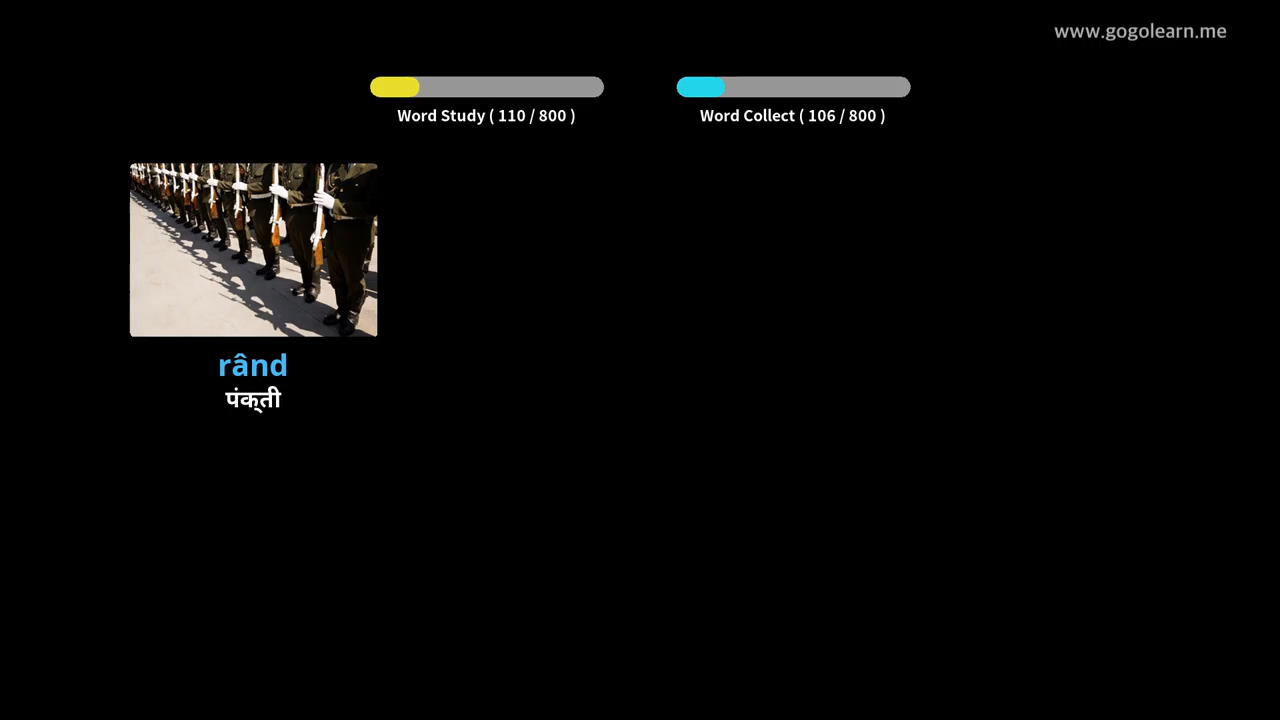 www.gogolearn.me
Word Study ( 110 / 800 )
Word Collect ( 106 / 800 )
rând
पंक्ती